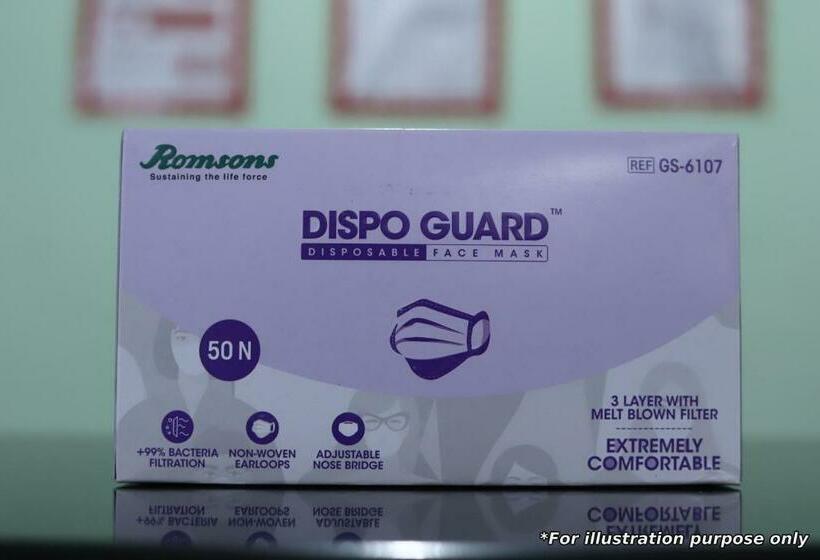 Romsons
Sustaining the life force
REF GS-6107
DISPO GUARD™
DISPOSABLE FACE MASK
50 N
3 LAYER WITH
MELT BLOWN FILTER
EXTREMELY
COMFORTABLE
+99% BACTERIA
FILTRATION
NON-WOVEN
EARLOOPS
ADJUSTABLE
NOSE BRIDGE
*For illustration purpose only